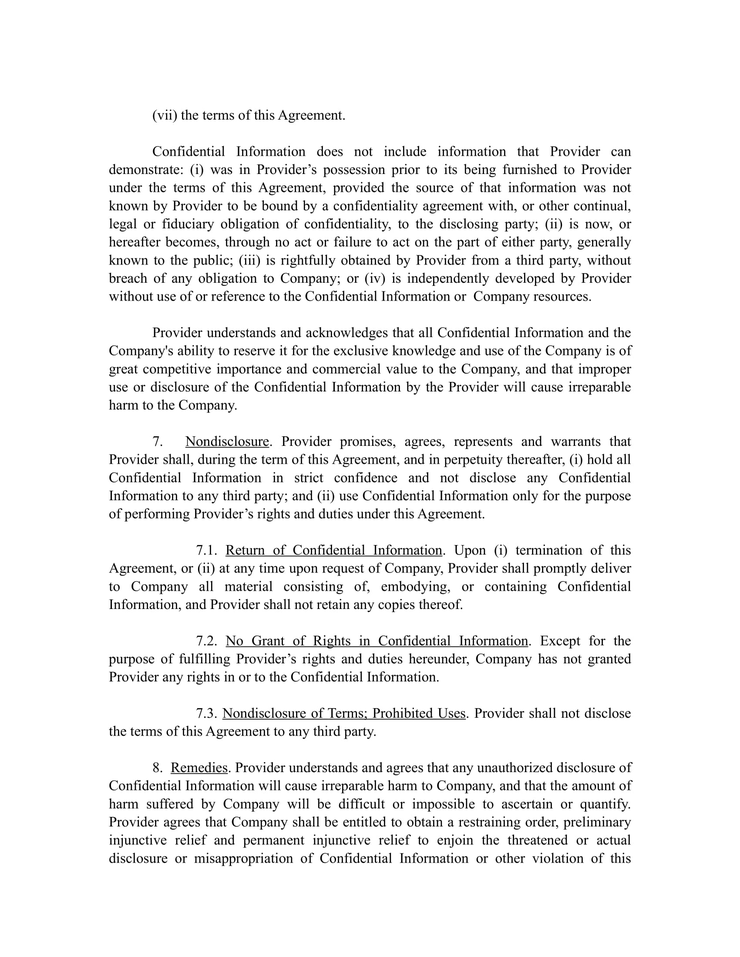 (vii) the terms of this Agreement.
Confidential Information does not include information that Provider can
demonstrate: (i) was in Provider’s possession prior to its being furnished to Provider
under the terms of this Agreement, provided the source of that information was not
known by Provider to be bound by a confidentiality agreement with, or other continual,
legal or fiduciary obligation of confidentiality, to the disclosing party; (ii) is now, or
hereafter becomes, through no act or failure to act on the part of either party, generally
known to the public; (iii) is rightfully obtained by Provider from a third party, without
breach of any obligation to Company; or (iv) is independently developed by Provider
without use of or reference to the Confidential Information or  Company resources.
Provider understands and acknowledges that all Confidential Information and the
Company's ability to reserve it for the exclusive knowledge and use of the Company is of
great competitive importance and commercial value to the Company, and that improper
use or disclosure of the Confidential Information by the Provider will cause irreparable
harm to the Company.
7. Nondisclosure. Provider promises, agrees, represents and warrants that
Provider shall, during the term of this Agreement, and in perpetuity thereafter, (i) hold all
Confidential Information in strict confidence and not disclose any Confidential
Information to any third party; and (ii) use Confidential Information only for the purpose
of performing Provider’s rights and duties under this Agreement.
7.1. Return of Confidential Information. Upon (i) termination of this
Agreement, or (ii) at any time upon request of Company, Provider shall promptly deliver
to Company all material consisting of, embodying, or containing Confidential
Information, and Provider shall not retain any copies thereof.
7.2. No Grant of Rights in Confidential Information. Except for the
purpose of fulfilling Provider’s rights and duties hereunder, Company has not granted
Provider any rights in or to the Confidential Information.
7.3. Nondisclosure of Terms; Prohibited Uses. Provider shall not disclose
the terms of this Agreement to any third party.
8. Remedies. Provider understands and agrees that any unauthorized disclosure of
Confidential Information will cause irreparable harm to Company, and that the amount of
harm suffered by Company will be difficult or impossible to ascertain or quantify.
Provider agrees that Company shall be entitled to obtain a restraining order, preliminary
injunctive relief and permanent injunctive relief to enjoin the threatened or actual
disclosure or misappropriation of Confidential Information or other violation of this